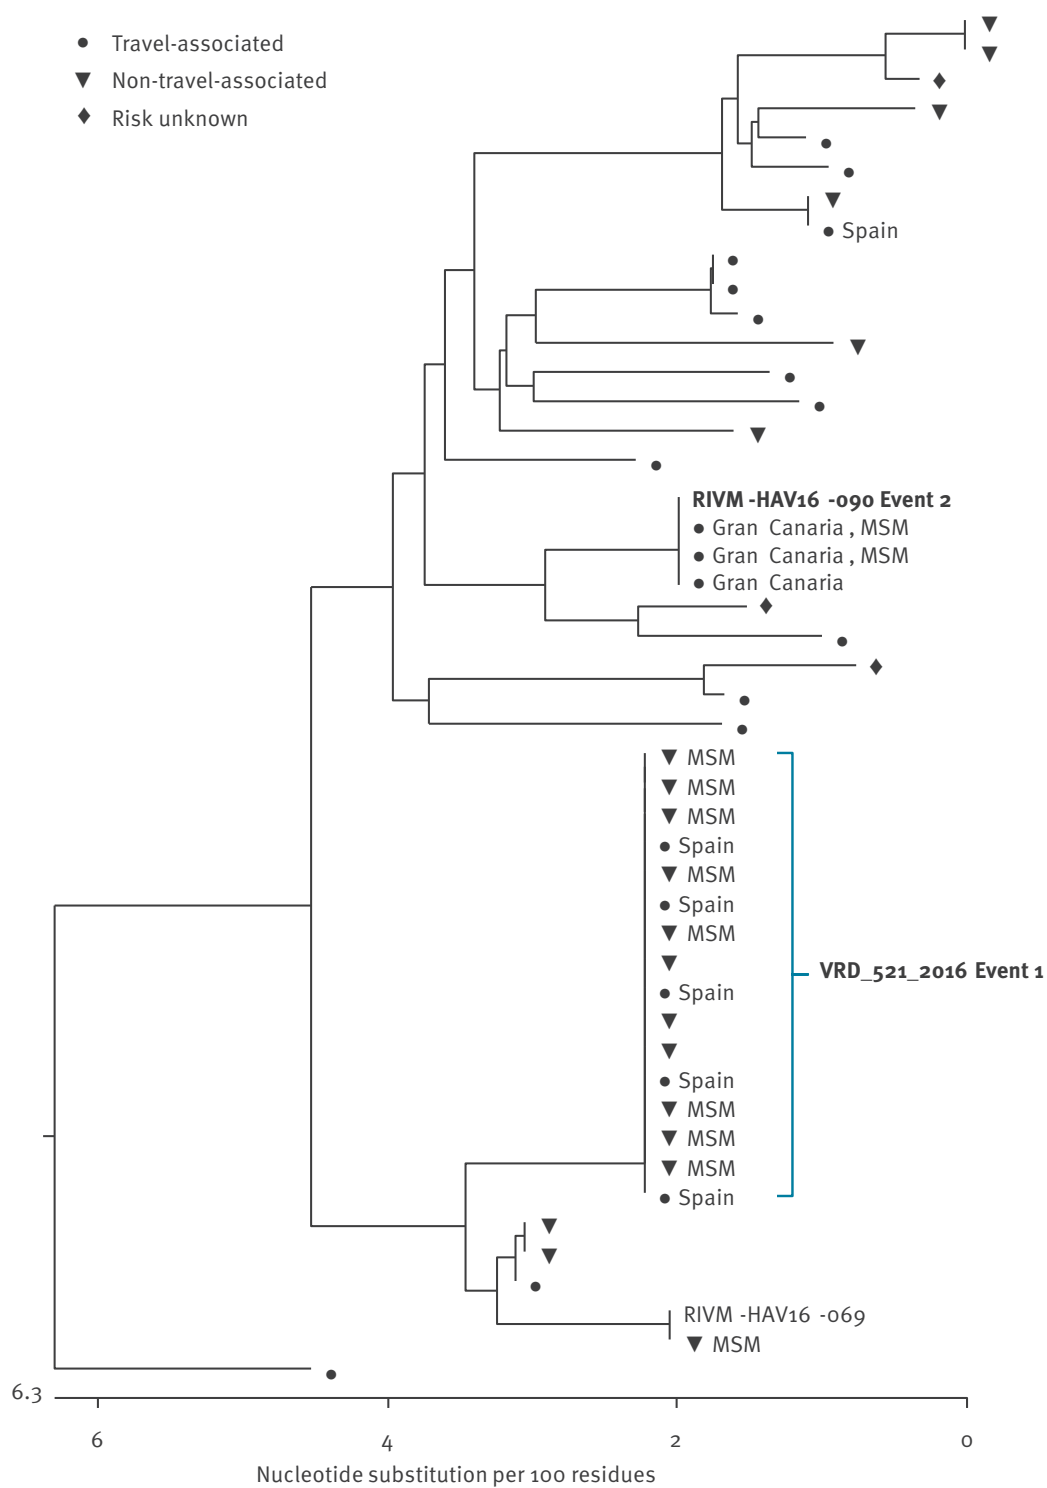 Travel-associated
Non-travel-associated
Risk unknown
Spain
RIVM -HAV16 -090 Event 2
Gran Canaria , MSM
Gran Canaria , MSM
Gran Canaria
MSM
MSM
MSM
Spain
MSM
Spain
MSM
VRD_521_2016 Event 1
Spain
Spain
MSM
MSM
MSM
Spain
RIVM -HAV16 -069
MSM
6.3
6 4 2 0
Nucleotide substitution per 100 residues